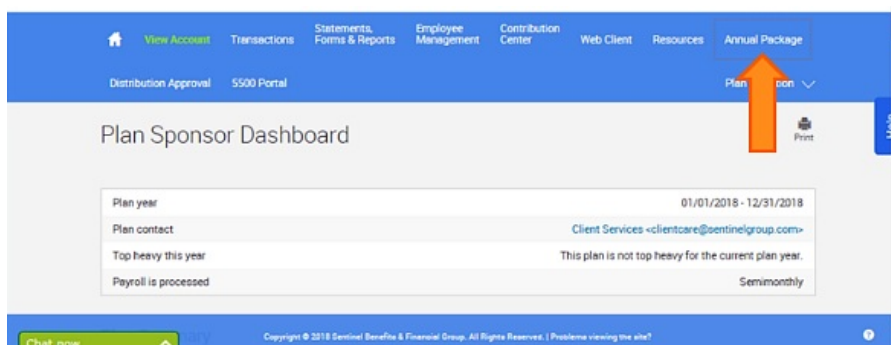 View Account Transactions Statements, Forms & Reports Employee Management Contribution Center Web Client Resources Annual Package
Distribution Approval 5500 Portal Plan
Plan Sponsor Dashboard
Print
Help
Plan year 01/01/2018 - 12/31/2018
Plan contact Client Services <clientcare@sentinelgroup.com>
Top heavy this year This plan is not top heavy for the current plan year.
Payroll is processed Semimonthly
Chat now
Copyright © 2018 Sentinel Benefits & Financial Group. All Rights Reserved. | Problems viewing the site?